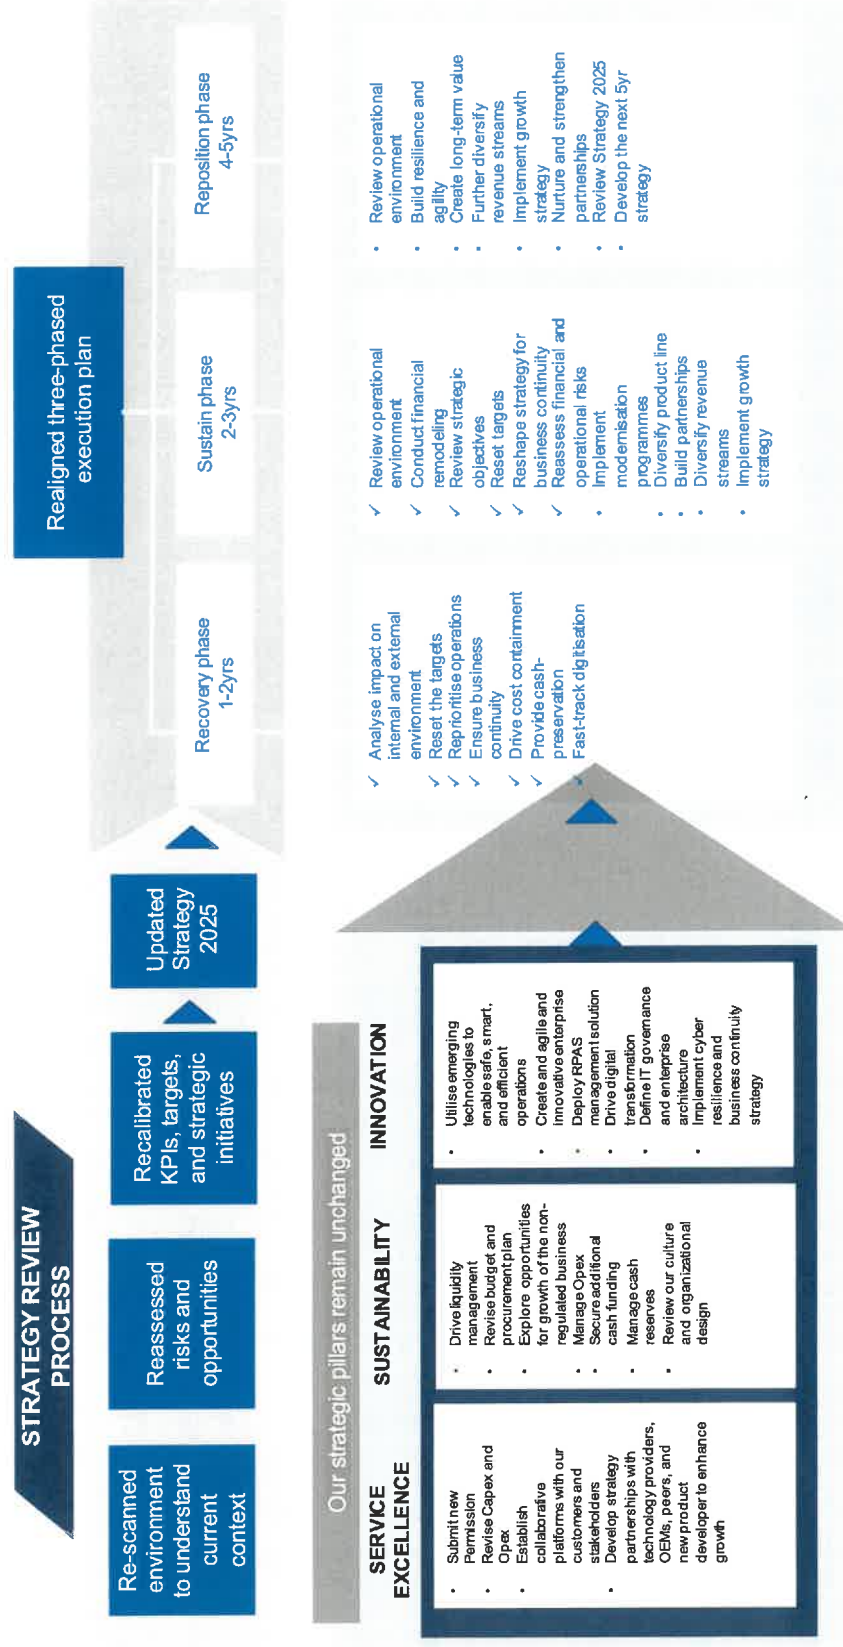 STRATEGY REVIEW
PROCESS
Re-scanned
environment
to understand
current
context
Reassessed
risks and
opportunities
Recalibrated
KPIs, targets,
and strategic
initiatives
Updated
Strategy
2025
Realigned three-phased
execution plan
Recovery phase
1-2yrs
Sustain phase
2-3yrs
Reposition phase
4-5yrs
Our strategic pillars remain unchanged
SERVICE
EXCELLENCE
SUSTAINABILITY
INNOVATION
• Submit new
Permission
• Revise Capex and
Opex
• Establish
collaborative
platforms with our
customers and
stakeholders
• Develop strategy
partnerships with
technology providers,
OEMs, peers, and
new product
developer to enhance
growth
• Drive liquidity
management
• Revise budget and
procurement plan
• Explore opportunities
for growth of the non-
regulated business
• Manage Opex
• Secure additional
cash funding
• Manage cash
reserves
• Review our culture
and organizational
design
• Utilise emerging
technologies to
enable safe, smart,
and efficient
operations
• Create and agile and
innovative enterprise
• Deploy RPAS
management solution
• Drive digital
transformation
• Define IT governance
and enterprise
architecture
• Implement cyber
resilience and
business continuity
strategy
✓ Analyse impact on
internal and external
environment
✓ Reset the targets
✓ Reprioritise operations
✓ Ensure business
continuity
✓ Drive cost containment
✓ Provide cash-
preservation
✓ Fast-track digitisation
✓ Review operational
environment
✓ Conduct financial
remodeling
✓ Review strategic
objectives
✓ Reset targets
✓ Reshape strategy for
business continuity
✓ Reassess financial and
operational risks
• Implement
modernisation
programmes
• Diversify product line
• Build partnerships
• Diversify revenue
streams
• Implement growth
strategy
• Review operational
environment
• Build resilience and
agility
• Create long-term value
• Further diversify
revenue streams
• Implement growth
strategy
• Nurture and strengthen
partnerships
• Review Strategy 2025
• Develop the next 5yr
strategy